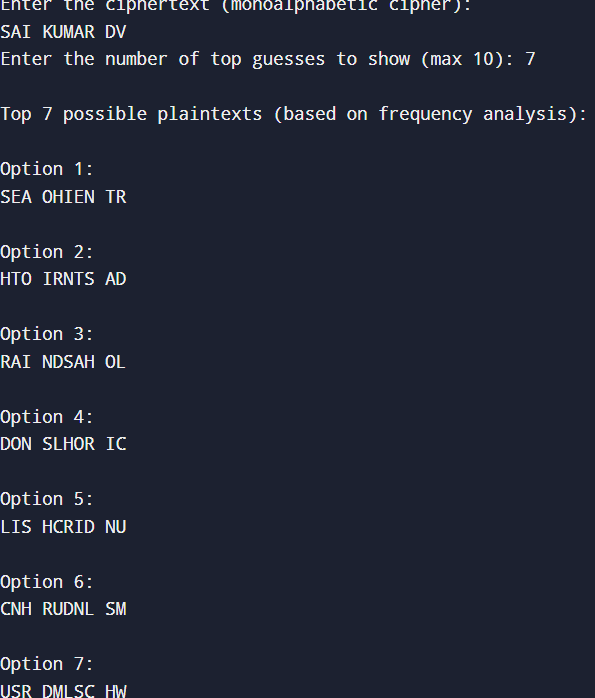 Enter the ciphertext (monoalphabetic cipher):
SAI KUMAR DV
Enter the number of top guesses to show (max 10): 7
Top 7 possible plaintexts (based on frequency analysis):
Option 1:
SEA OHIEN TR
Option 2:
HTO IRNTS AD
Option 3:
RAI NDSAH OL
Option 4:
DON SLHOR IC
Option 5:
LIS HCRID NU
Option 6:
CNH RUDNL SM
Option 7:
USR DMLSC HW